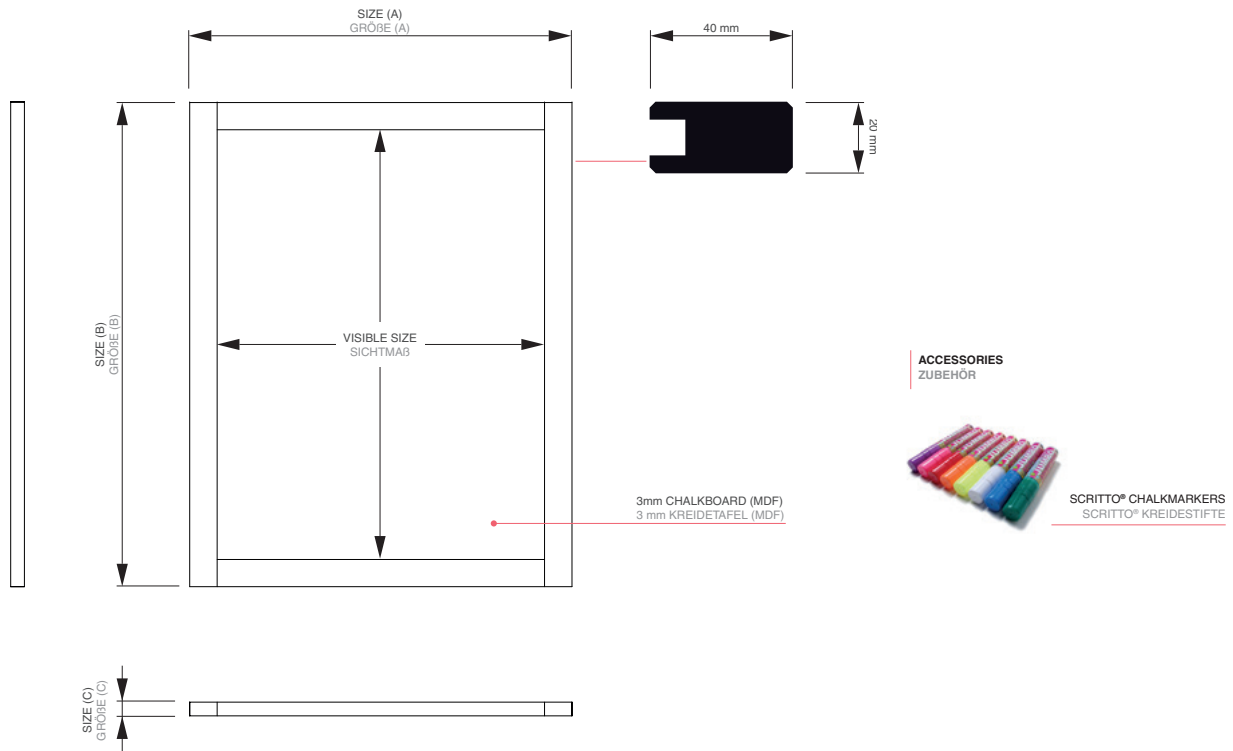 SIZE (A)
GRÖßE (A)
40 mm
20 mm
SIZE (B)
GRÖßE (B)
VISIBLE SIZE
SICHTMAß
ACCESSORIES
ZUBEHÖR
3mm CHALKBOARD (MDF)
3 mm KREIDETAFEL (MDF)
SCRITTO® CHALKMARKERS
SCRITTO® KREIDESTIFTE
SIZE (C)
GRÖßE (C)